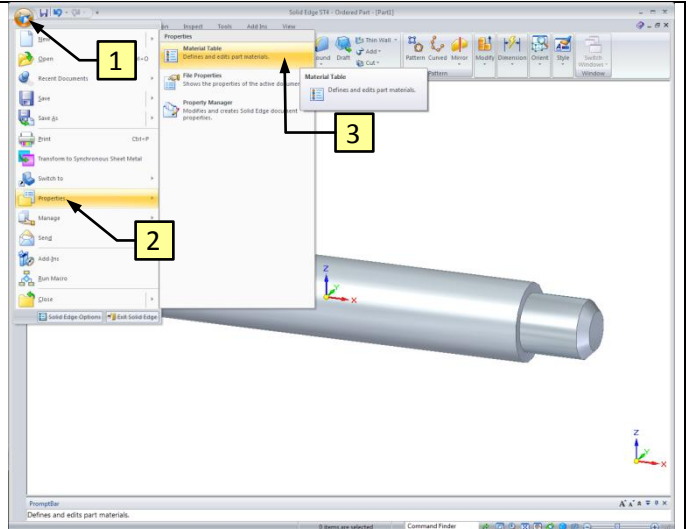 Solid Edge ST4 - Ordered Part - [Part1]
Inspect Tools Add Ins View
New
Open
Recent Documents
Save
Save As
Print Ctrl+P
Transform to Synchronous Sheet Metal
Switch to
Properties
Manage
Send
Add-Ins
Run Macro
Close
Solid Edge Options Exit Solid Edge
Properties
Material Table
Defines and edits part materials.
File Properties
Shows the properties of the active
Property Manager
Modifies and creates Solid Edge document
properties.
Material Table
Defines and edits part materials.
Draft
Thin Wall
Add
Cut
Pattern Curved Mirror
Pattern
Modify Dimension Orient Style
Switch
Windows
Window
1
2
3
Z
Y
X
Z
Y
X
PromptBar
Defines and edits part materials.
0 items are selected
Command Finder